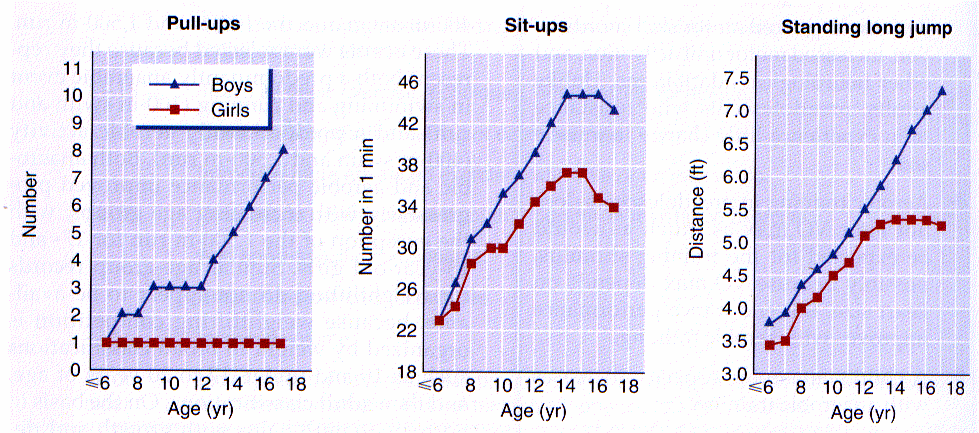 Pull-ups
11
10
9
8
7
6
5
4
3
2
1
0
Number
Boys
Girls
≤6 8 10 12 14 16 18
Age (yr)
Sit-ups
46
42
38
34
30
26
22
18
Number in 1 min
≤6 8 10 12 14 16 18
Age (yr)
Standing long jump
7.5
7.0
6.5
6.0
5.5
5.0
4.5
4.0
3.5
3.0
Distance (ft)
≤6 8 10 12 14 16 18
Age (yr)